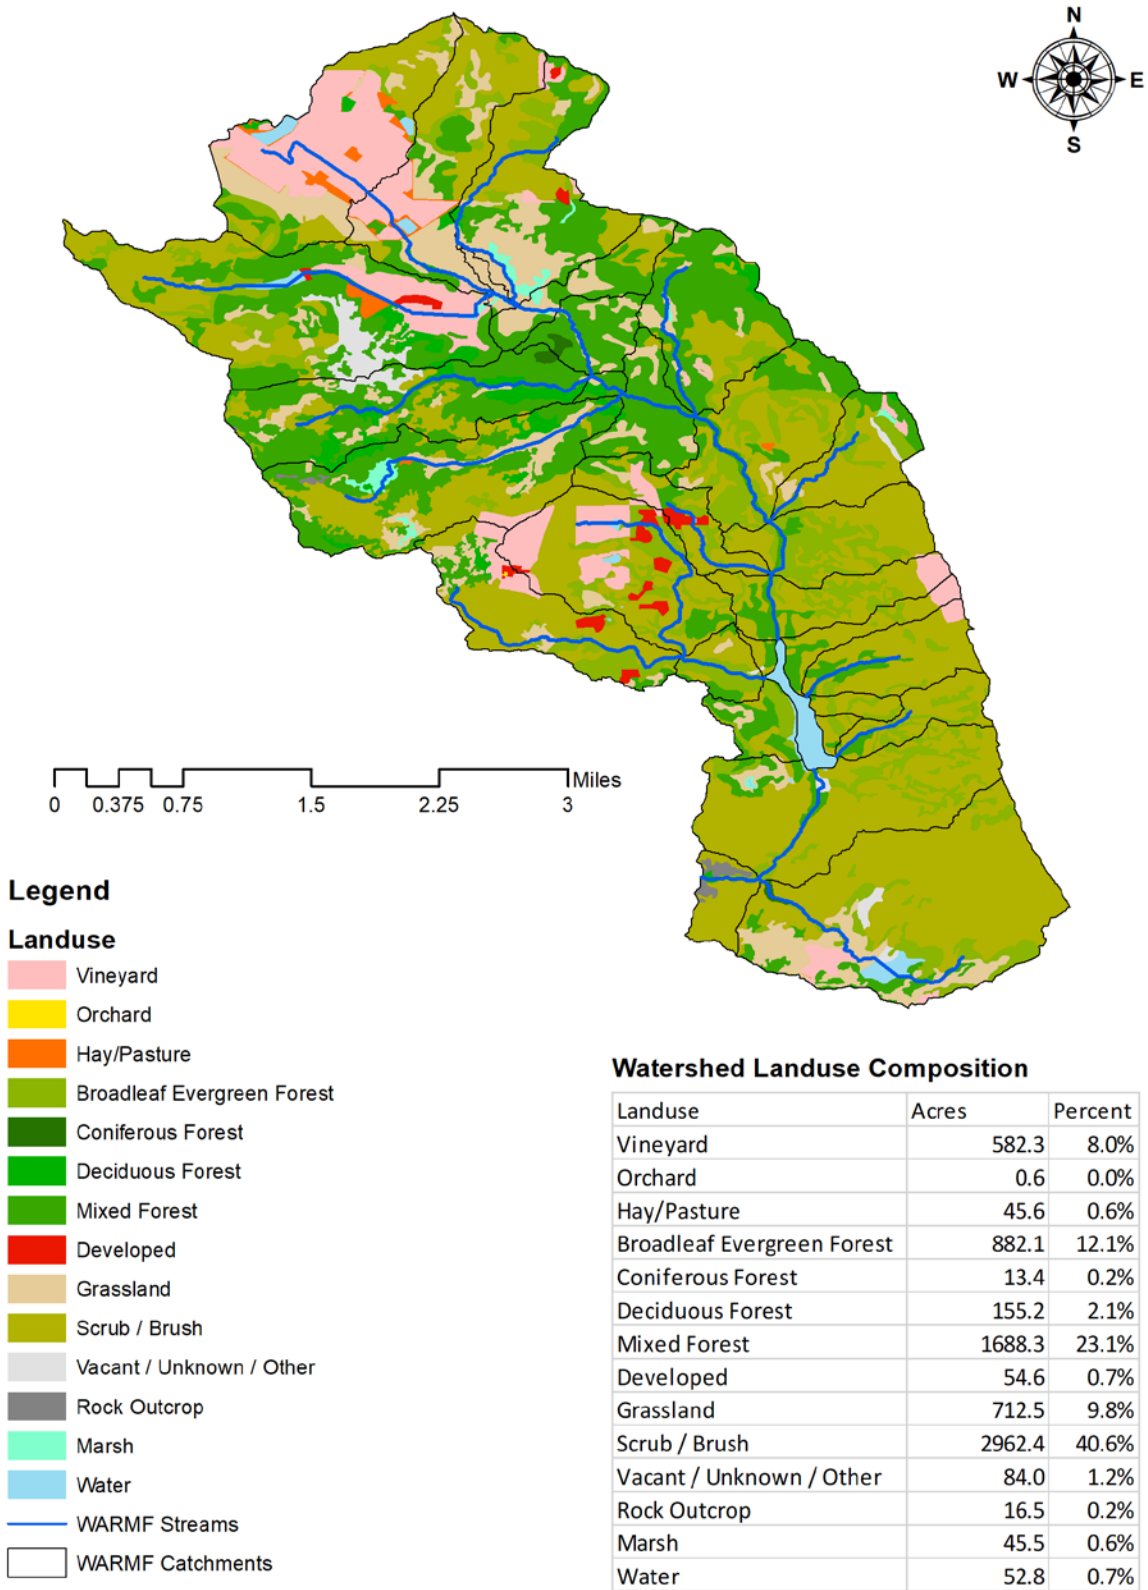 N
W E
S
Miles
0 0.375 0.75 1.5 2.25 3
Legend
Landuse
Vineyard
Orchard
Hay/Pasture
Broadleaf Evergreen Forest
Coniferous Forest
Deciduous Forest
Mixed Forest
Developed
Grassland
Scrub / Brush
Vacant / Unknown / Other
Rock Outcrop
Marsh
Water
WARMF Streams
WARMF Catchments
Watershed Landuse Composition
Landuse Acres Percent
Vineyard 582.3 8.0%
Orchard 0.6 0.0%
Hay/Pasture 45.6 0.6%
Broadleaf Evergreen Forest 882.1 12.1%
Coniferous Forest 13.4 0.2%
Deciduous Forest 155.2 2.1%
Mixed Forest 1688.3 23.1%
Developed 54.6 0.7%
Grassland 712.5 9.8%
Scrub / Brush 2962.4 40.6%
Vacant / Unknown / Other 84.0 1.2%
Rock Outcrop 16.5 0.2%
Marsh 45.5 0.6%
Water 52.8 0.7%